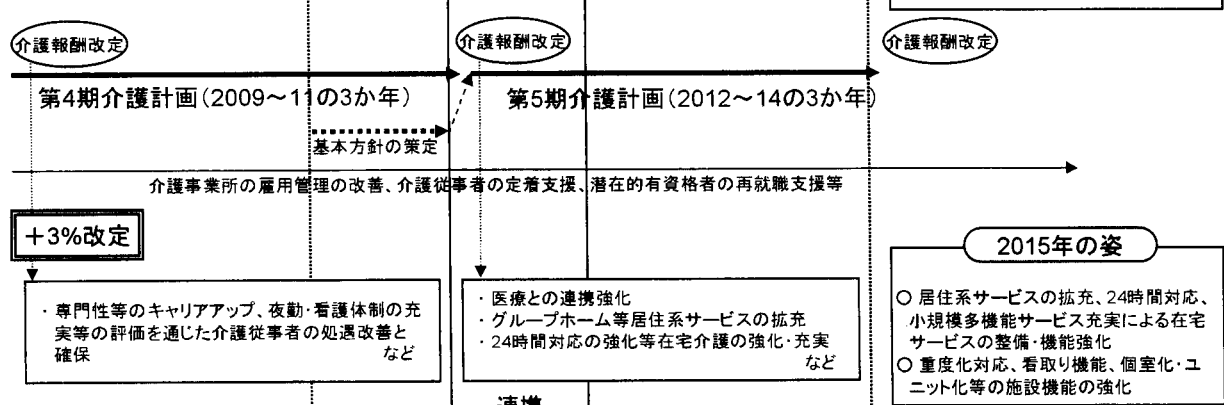 介護報酬改定
介護報酬改定
介護報酬改定
第4期介護計画(2009～11の3か年)
第5期介護計画(2012～14の3か年)
基本方針の策定
介護事業所の雇用管理の改善、介護従事者の定着支援、潜在的有資格者の再就職支援等
＋3%改定
・専門性等のキャリアアップ、夜勤・看護体制の充
実等の評価を通じた介護従事者の処遇改善と
確保 など
・医療との連携強化
・グループホーム等居住系サービスの拡充
・24時間対応の強化等在宅介護の強化・充実
など
2015年の姿
○ 居住系サービスの拡充、24時間対応、
小規模多機能サービス充実による在宅
サービスの整備・機能強化
○ 重度化対応、看取り機能、個室化・ユ
ニット化等の施設機能の強化
連携